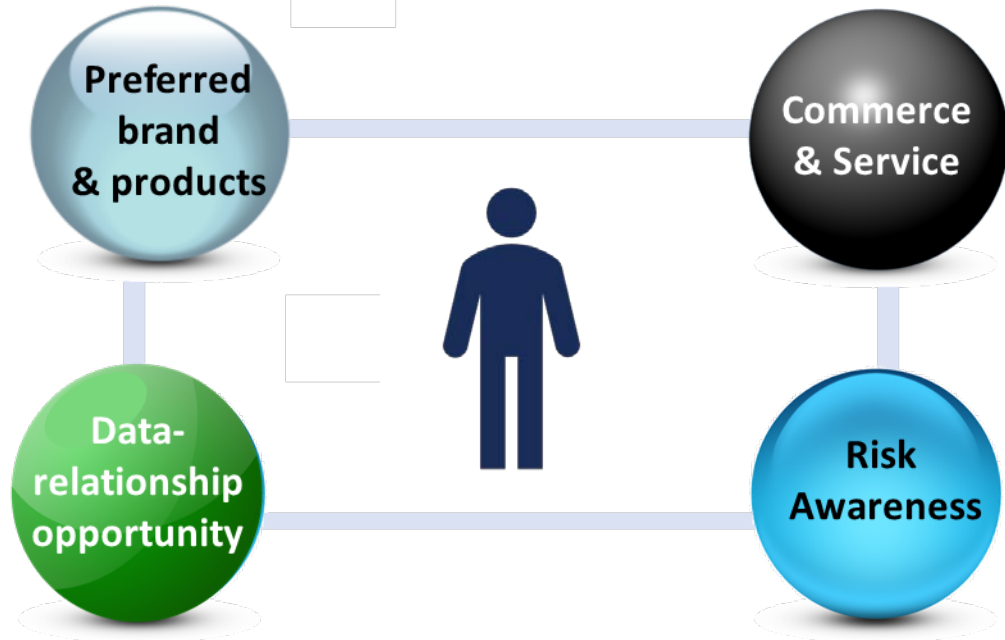 Preferred
brand
& products
Commerce
& Service
Data-
relationship
opportunity
Risk
Awareness